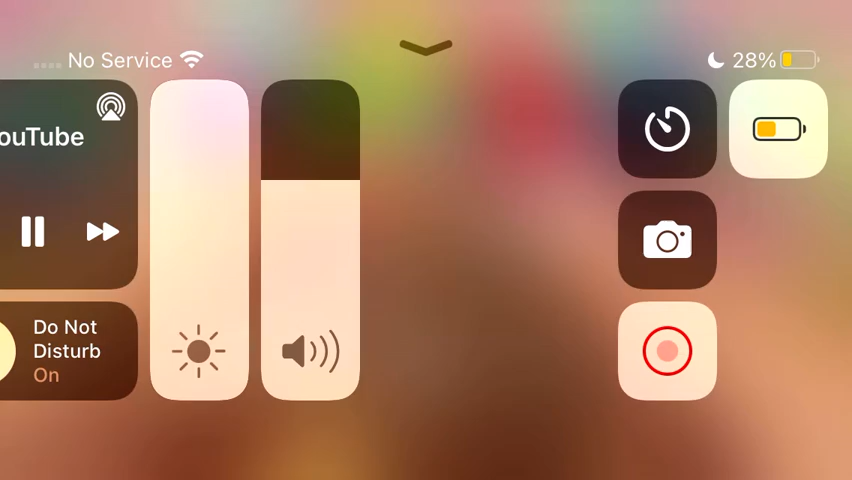 No Service
28%
ouTube
Do Not
Disturb
On